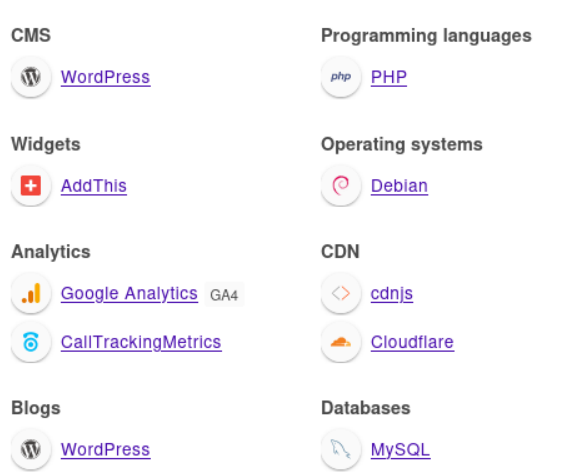 CMS
WordPress
Programming languages
php PHP
Widgets
AddThis
Operating systems
Debian
Analytics
Google Analytics GA4
CallTrackingMetrics
CDN
cdnjs
Cloudflare
Blogs
WordPress
Databases
MySQL